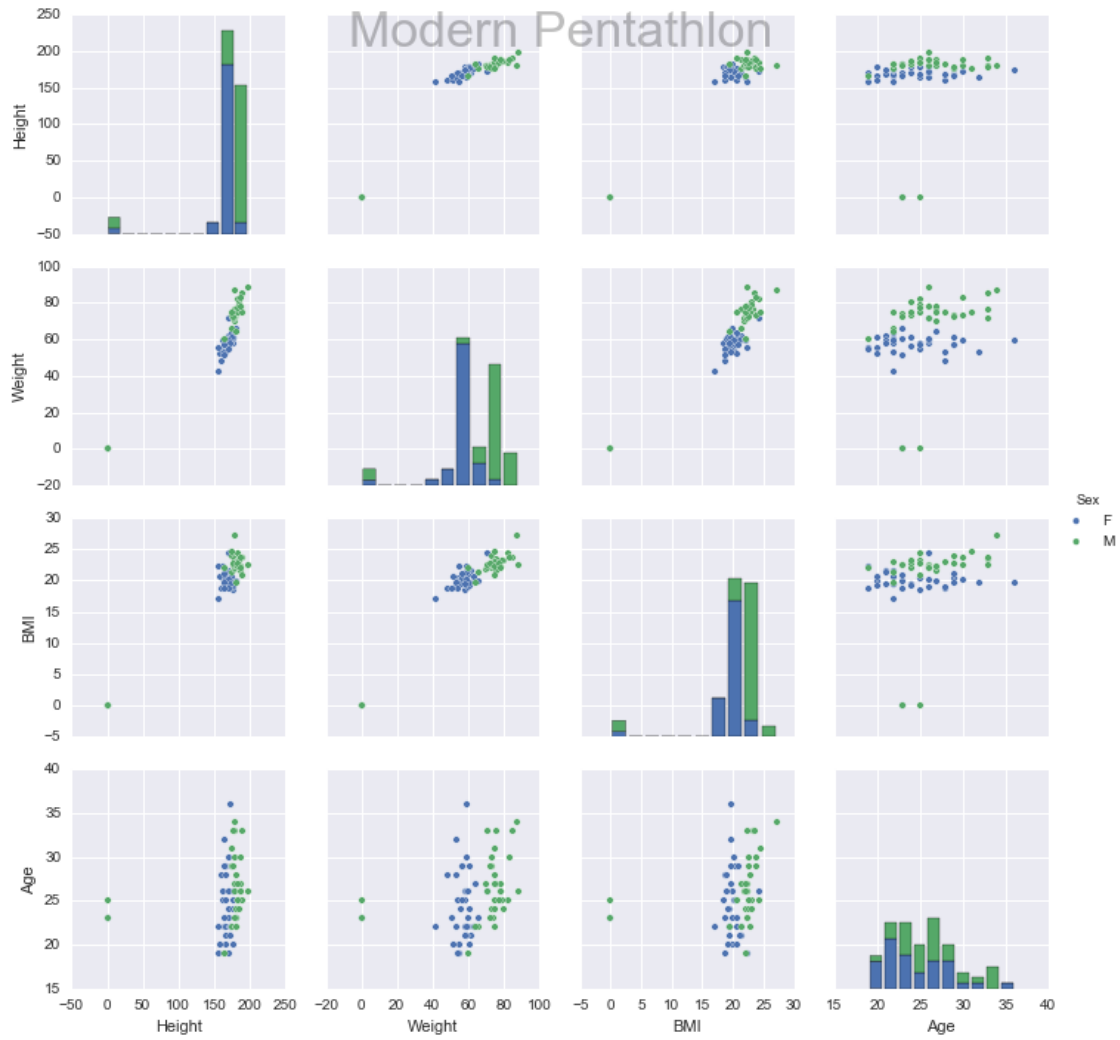 Modern Pentathlon
250
200
150
100
50
0
−50
Height
100
80
60
40
20
0
−20
Weight
Sex
F
M
30
25
20
15
10
5
0
−5
BMI
40
35
30
25
20
15
Age
−50 0 50 100 150 200 250
−20 0 20 40 60 80 100
−5 0 5 10 15 20 25 30
15 20 25 30 35 40
Height Weight BMI Age